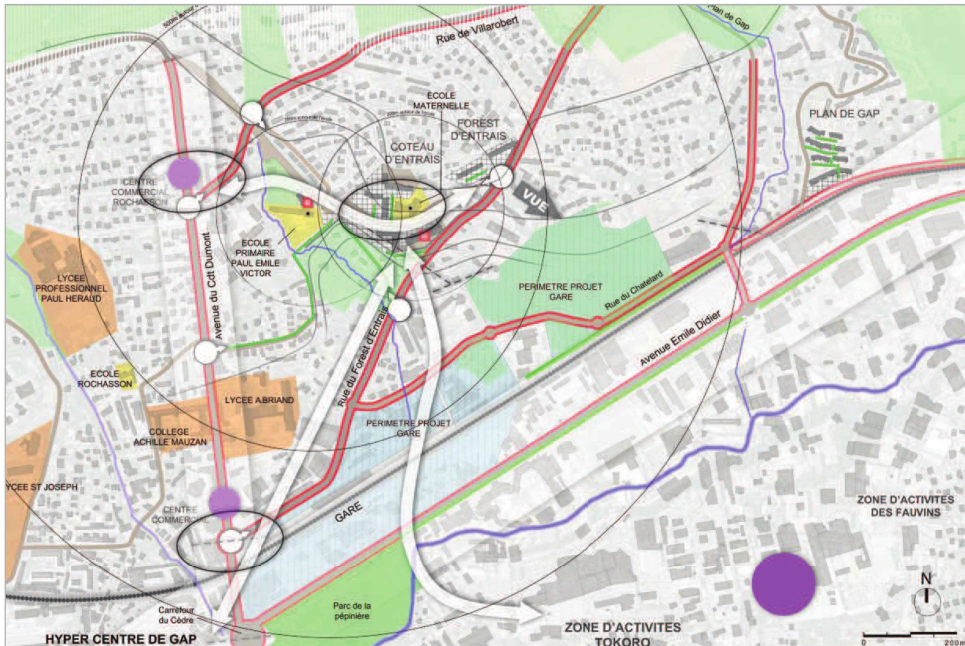 Plan de Gap
Rue de Villarobert
ECOLE
MATERNELLE
FOREST
D'ENTRAIS
COTEAU
D'ENTRAIS
PLAN DE GAP
CENTRE
COMMERCIAL
ROCHASSON
VUE
ECOLE
PRIMAIRE
PAUL EMILE
VICTOR
LYCEE
PROFESSIONNEL
PAUL HERAUD
Avenue du Cdt Dumont
PERIMETRE PROJET
GARE
Rue du Chatelard
Rue du Forest d'Entrais
Avenue Emile Didier
ECOLE
ROCHASSON
LYCEE A.BRIAND
COLLEGE
ACHILLE MAUZAN
PERIMETRE PROJET
GARE
LYCEE ST JOSEPH
CENTRE
COMMERCIAL
GARE
ZONE D'ACTIVITES
DES FAUVINS
N
Carrefour
du Cèdre
Parc de la
pépinière
HYPER CENTRE DE GAP
ZONE D'ACTIVITES
TOKORO
0 200m